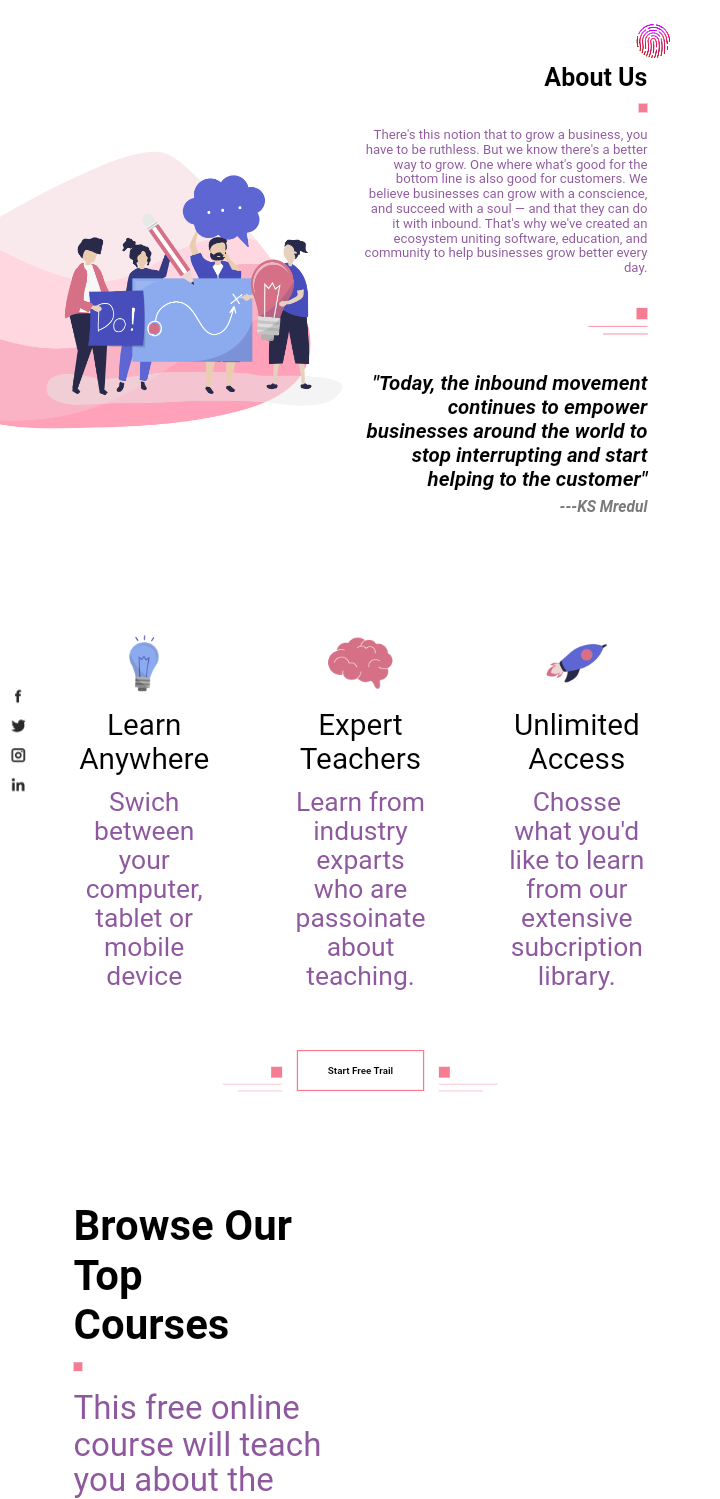 About Us
There's this notion that to grow a business, you
have to be ruthless. But we know there's a better
way to grow. One where what's good for the
bottom line is also good for customers. We
believe businesses can grow with a conscience,
and succeed with a soul — and that they can do
it with inbound. That's why we've created an
ecosystem uniting software, education, and
community to help businesses grow better every
day.
Do!
"Today, the inbound movement
continues to empower
businesses around the world to
stop interrupting and start
helping to the customer"
---KS Mredul
Learn
Anywhere
Swich
between
your
computer,
tablet or
mobile
device
Expert
Teachers
Learn from
industry
exparts
who are
passoinate
about
teaching.
Unlimited
Access
Chosse
what you'd
like to learn
from our
extensive
subcription
library.
Start Free Trail
Browse Our
Top
Courses
This free online
course will teach
you about the